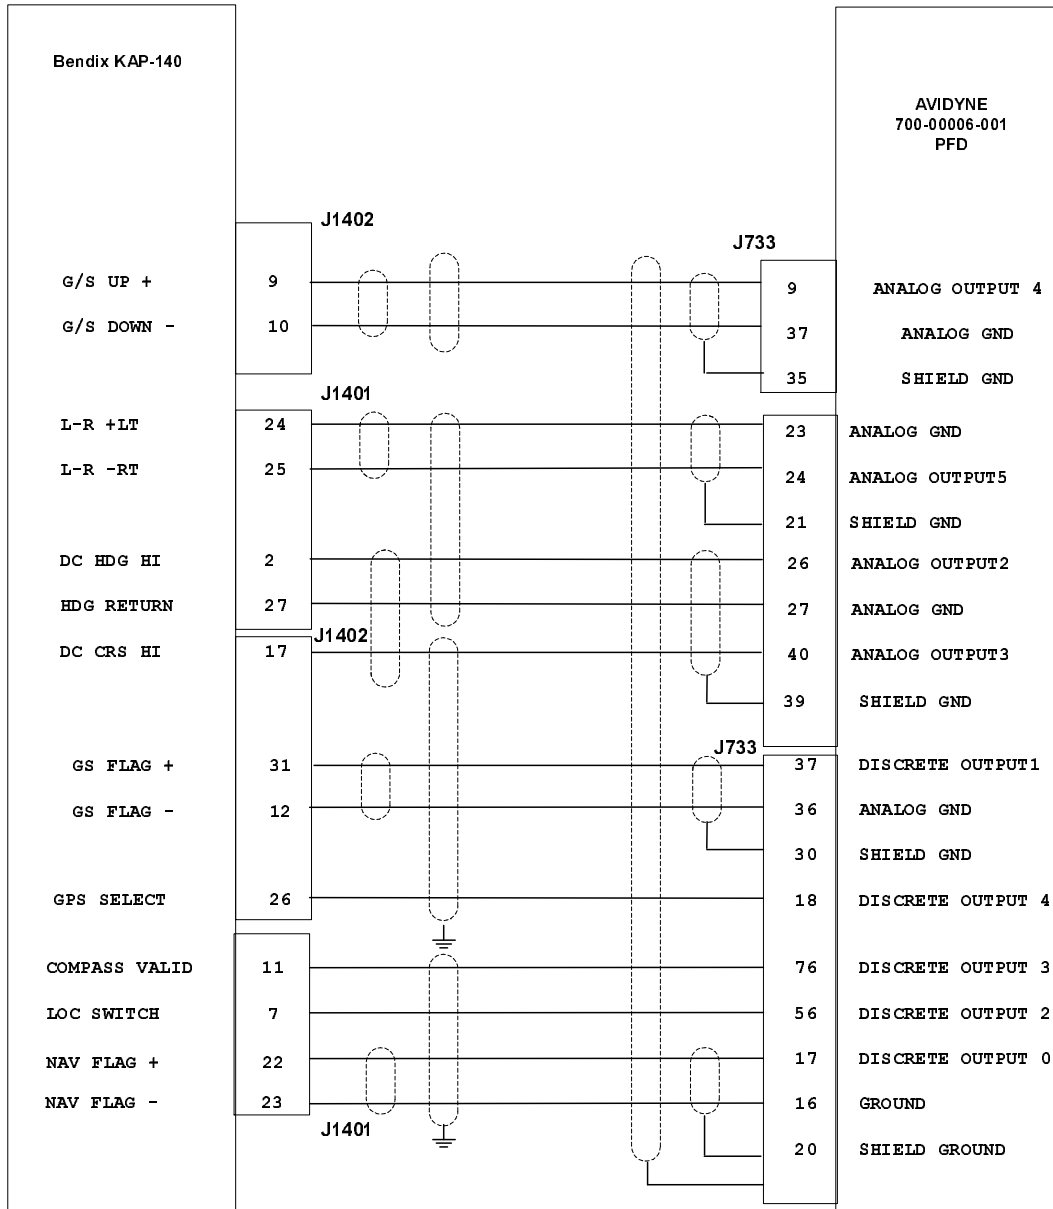 Bendix KAP-140
AVIDYNE
700-00006-001
PFD
J1402
J733
G/S UP + 9 9 ANALOG OUTPUT 4
G/S DOWN - 10 37 ANALOG GND
35 SHIELD GND
J1401
L-R +LT 24 23 ANALOG GND
L-R -RT 25 24 ANALOG OUTPUT5
21 SHIELD GND
DC HDG HI 2 26 ANALOG OUTPUT2
HDG RETURN 27 27 ANALOG GND
J1402
DC CRS HI 17 40 ANALOG OUTPUT3
39 SHIELD GND
J733
GS FLAG + 31 37 DISCRETE OUTPUT1
GS FLAG - 12 36 ANALOG GND
30 SHIELD GND
GPS SELECT 26 18 DISCRETE OUTPUT 4
COMPASS VALID 11 76 DISCRETE OUTPUT 3
LOC SWITCH 7 56 DISCRETE OUTPUT 2
NAV FLAG + 22 17 DISCRETE OUTPUT 0
NAV FLAG - 23 16 GROUND
J1401
20 SHIELD GROUND